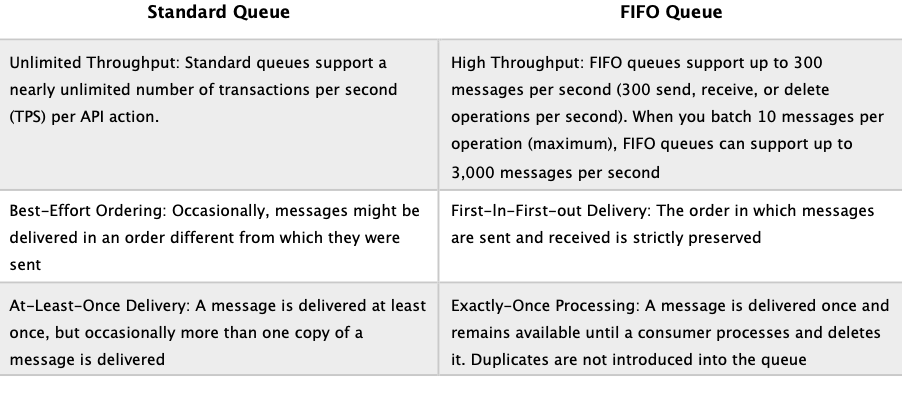 Standard Queue
FIFO Queue
Unlimited Throughput: Standard queues support a
nearly unlimited number of transactions per second
(TPS) per API action.
High Throughput: FIFO queues support up to 300
messages per second (300 send, receive, or delete
operations per second). When you batch 10 messages per
operation (maximum), FIFO queues can support up to
3,000 messages per second
Best-Effort Ordering: Occasionally, messages might be
delivered in an order different from which they were
sent
First-ln-First-out Delivery: The order in which messages
are sent and received is strictly preserved
At-Least-Once Delivery: A message is delivered at least
once, but occasionally more than one copy of a
message is delivered
Exactly-Once Processing: A message is delivered once and
remains available until a consumer processes and deletes
it. Duplicates are not introduced into the queue